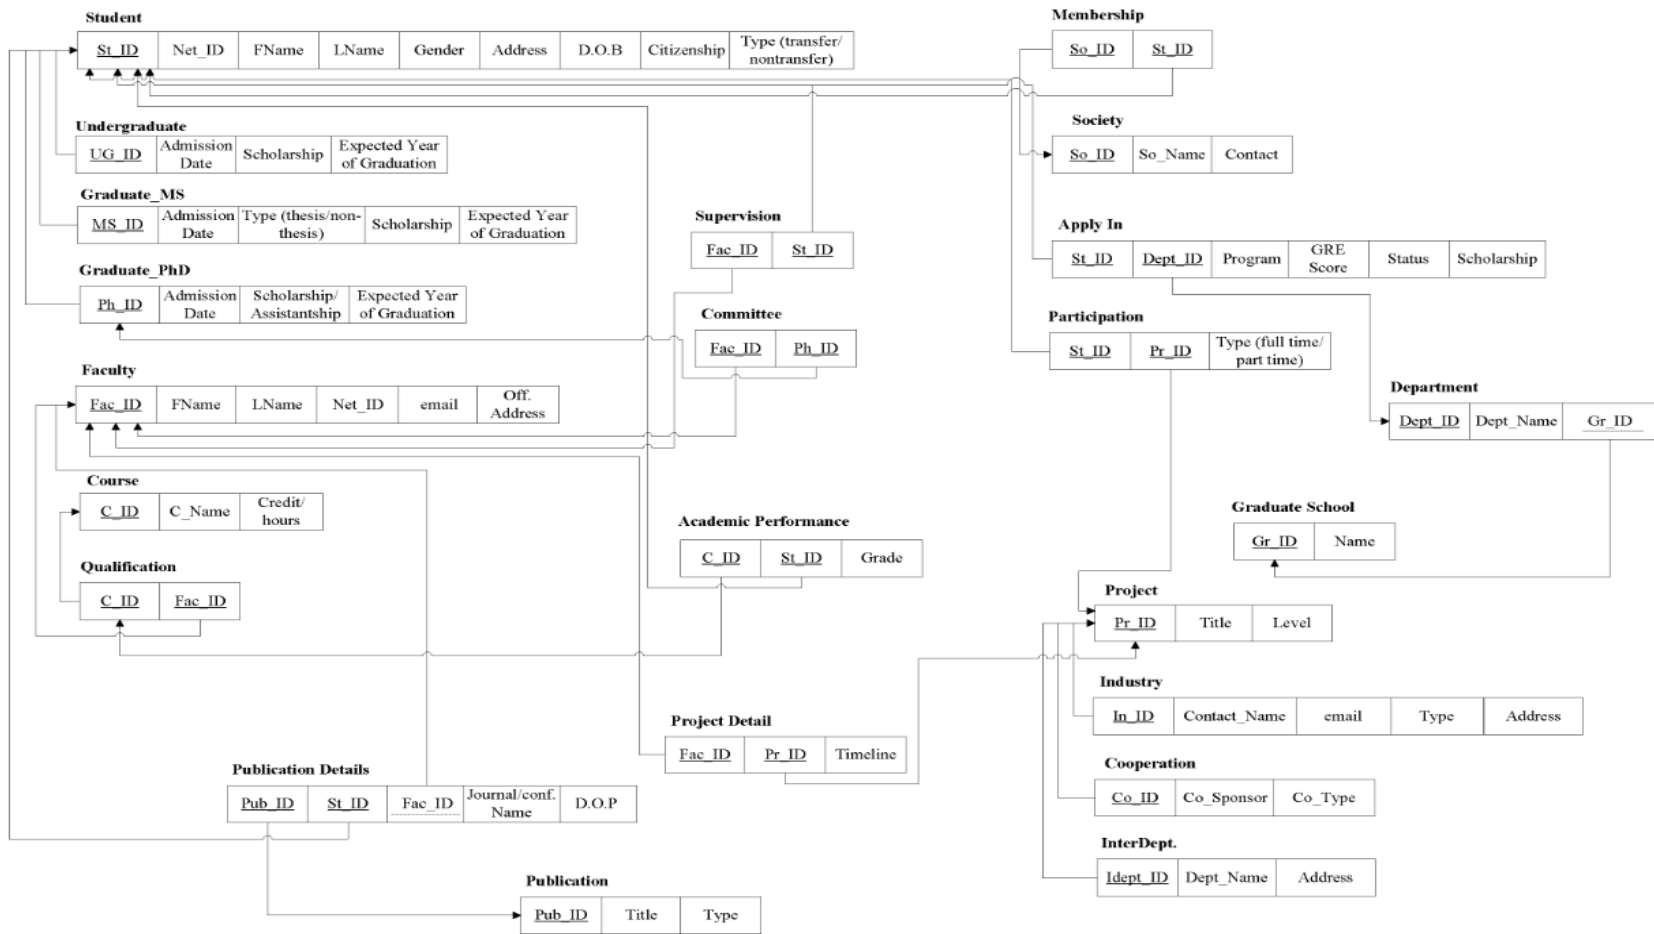 Student
St_ID Net_ID FName LName Gender Address D.O.B Citizenship Type (transfer/
nontransfer)
Undergraduate
UG_ID Admission
Date Scholarship Expected Year
of Graduation
Graduate_MS
MS_ID Admission
Date Type (thesis/non-
thesis) Scholarship Expected Year
of Graduation
Graduate_PhD
Ph_ID Admission
Date Scholarship/
Assistantship Expected Year
of Graduation
Faculty
Fac_ID FName LName Net_ID email Off.
Address
Course
C_ID C_Name Credit/
hours
Qualification
C_ID Fac_ID
Publication Details
Pub_ID St_ID Fac_ID Journal/conf.
Name D.O.P
Publication
Pub_ID Title Type
Supervision
Fac_ID St_ID
Committee
Fac_ID Ph_ID
Academic Performance
C_ID St_ID Grade
Project Detail
Fac_ID Pr_ID Timeline
Membership
So_ID St_ID
Society
So_ID So_Name Contact
Apply In
St_ID Dept_ID Program GRE
Score Status Scholarship
Participation
St_ID Pr_ID Type (full time/
part time)
Department
Dept_ID Dept_Name Gr_ID
Graduate School
Gr_ID Name
Project
Pr_ID Title Level
Industry
In_ID Contact_Name email Type Address
Cooperation
Co_ID Co_Sponsor Co_Type
InterDept.
Idept_ID Dept_Name Address